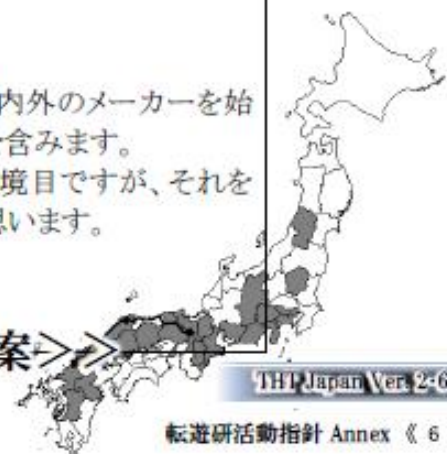 内外のメーカーを始
を含みます。
境目ですが、それを
思います。
案>>
THT Japan Ver. 2-6
転遊研活動指針 Annex 《 6